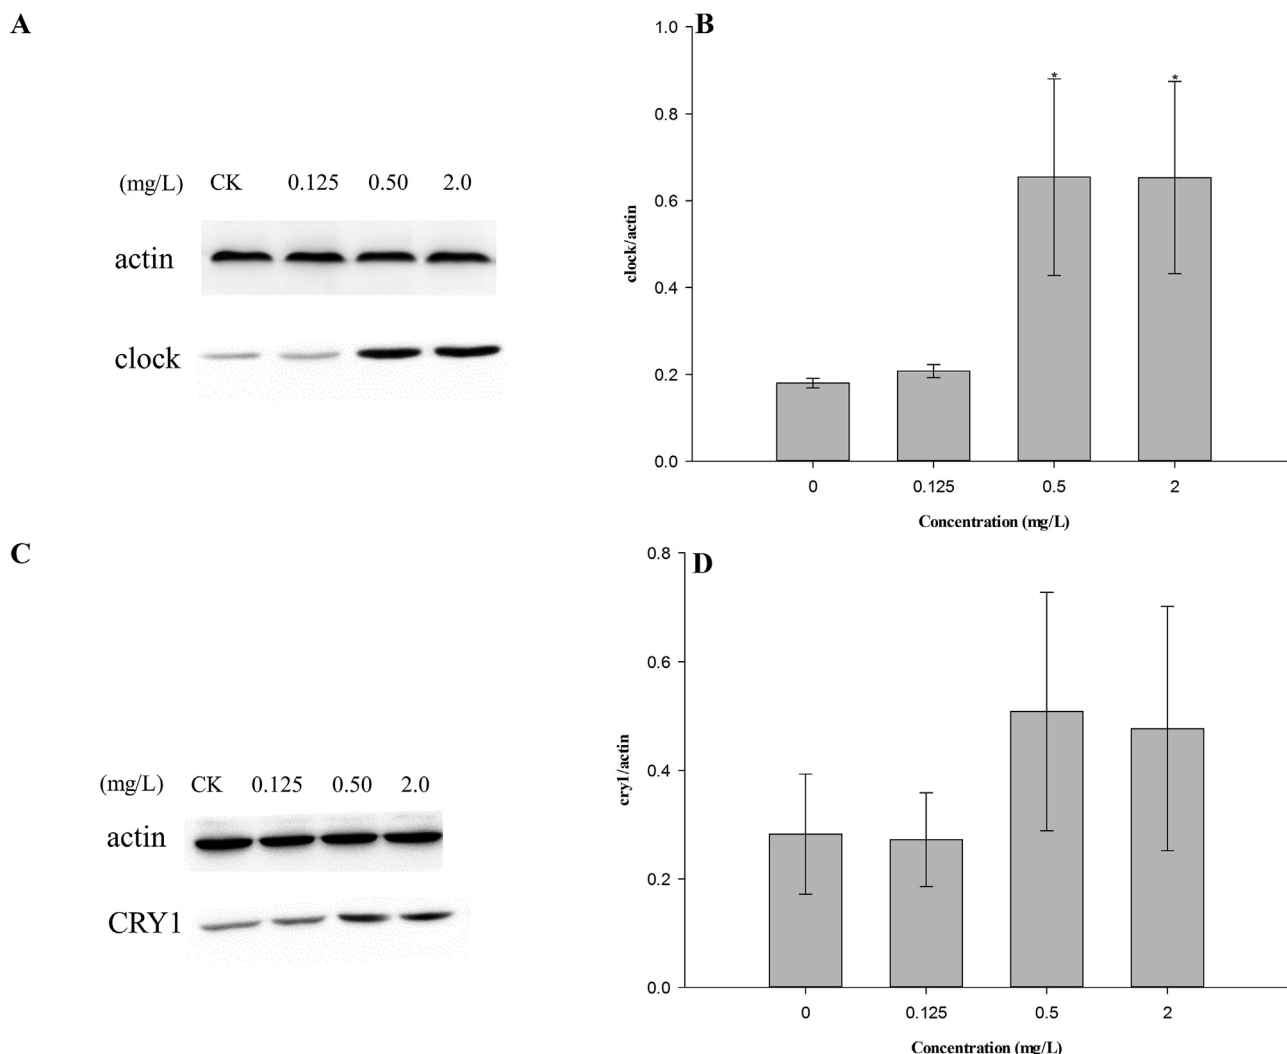 A
(mg/L) CK 0.125 0.50 2.0
actin
clock
B
1.0
0.8
0.6
0.4
0.2
0.0
clock/actin
* *
0 0.125 0.5 2
Concentration (mg/L)
C
(mg/L) CK 0.125 0.50 2.0
actin
CRY1
D
0.8
0.6
0.4
0.2
0.0
cry1/actin
0 0.125 0.5 2
Concentration (mg/L)